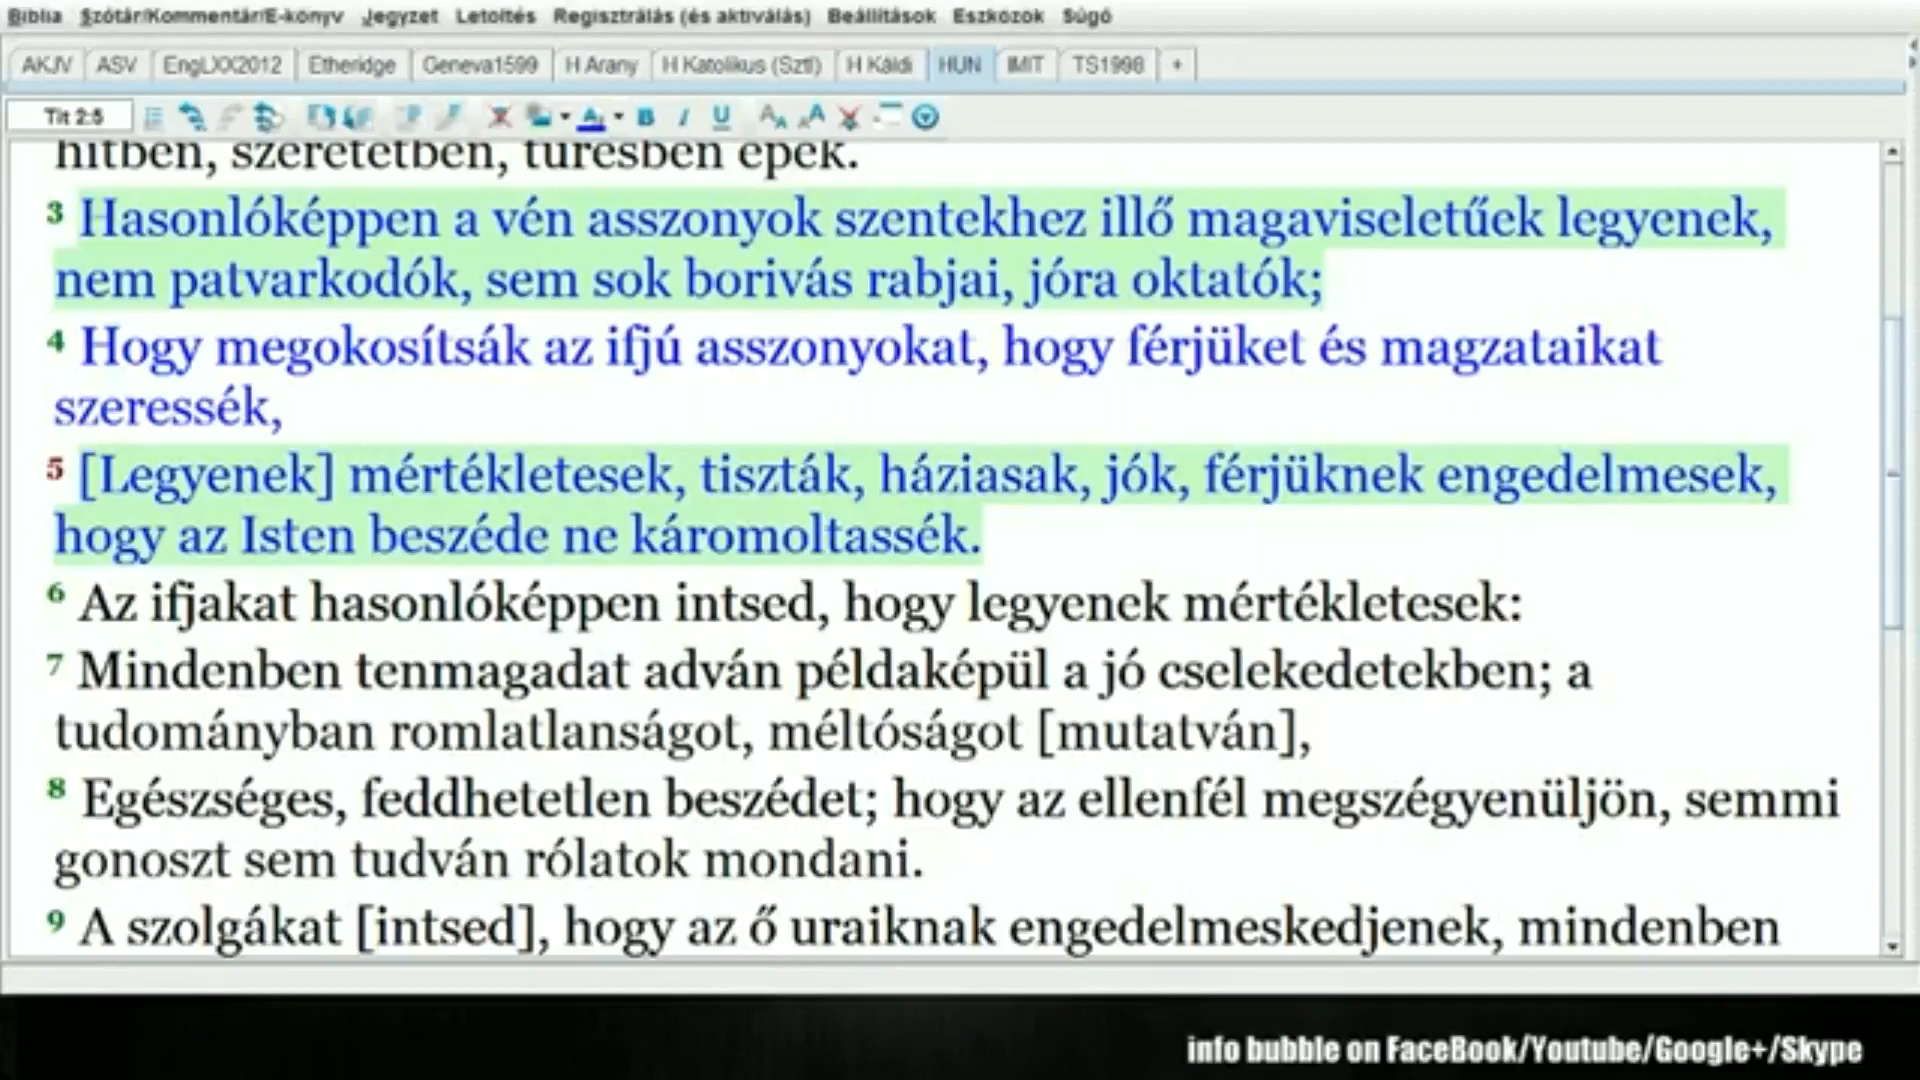 Biblia Szótár/Kommentár/E-könyv Jegyzet Letöltés Regisztrálás (és aktiválás) Beállítások Eszközök Súgó
AKJV ASV EngLXX2012 Etheridge Geneva1599 H Arany H Katolikus (SztI) H Káldi HUN IMIT TS1998 +
Tit 2:5
hitben, szeretetben, tűrésben épek.
3 Hasonlóképpen a vén asszonyok szentekhez illő magaviseletűek legyenek,
nem patvarkodók, sem sok borivás rabjai, jóra oktatók;
4 Hogy megokosítsák az ifjú asszonyokat, hogy férjüket és magzataikat
szeressék,
5 [Legyenek] mértékletesek, tiszták, háziasak, jók, férjüknek engedelmesek,
hogy az Isten beszéde ne káromoltassék.
6 Az ifjakat hasonlóképpen intsed, hogy legyenek mértékletesek:
7 Mindenben tenmagadat adván példaképül a jó cselekedetekben; a
tudományban romlatlanságot, méltóságot [mutatván],
8 Egészséges, feddhetetlen beszédet; hogy az ellenfél megszégyenüljön, semmi
gonoszt sem tudván rólatok mondani.
9 A szolgákat [intsed], hogy az ő uraiknak engedelmeskedjenek, mindenben
info bubble on FaceBook/Youtube/Google+/Skype